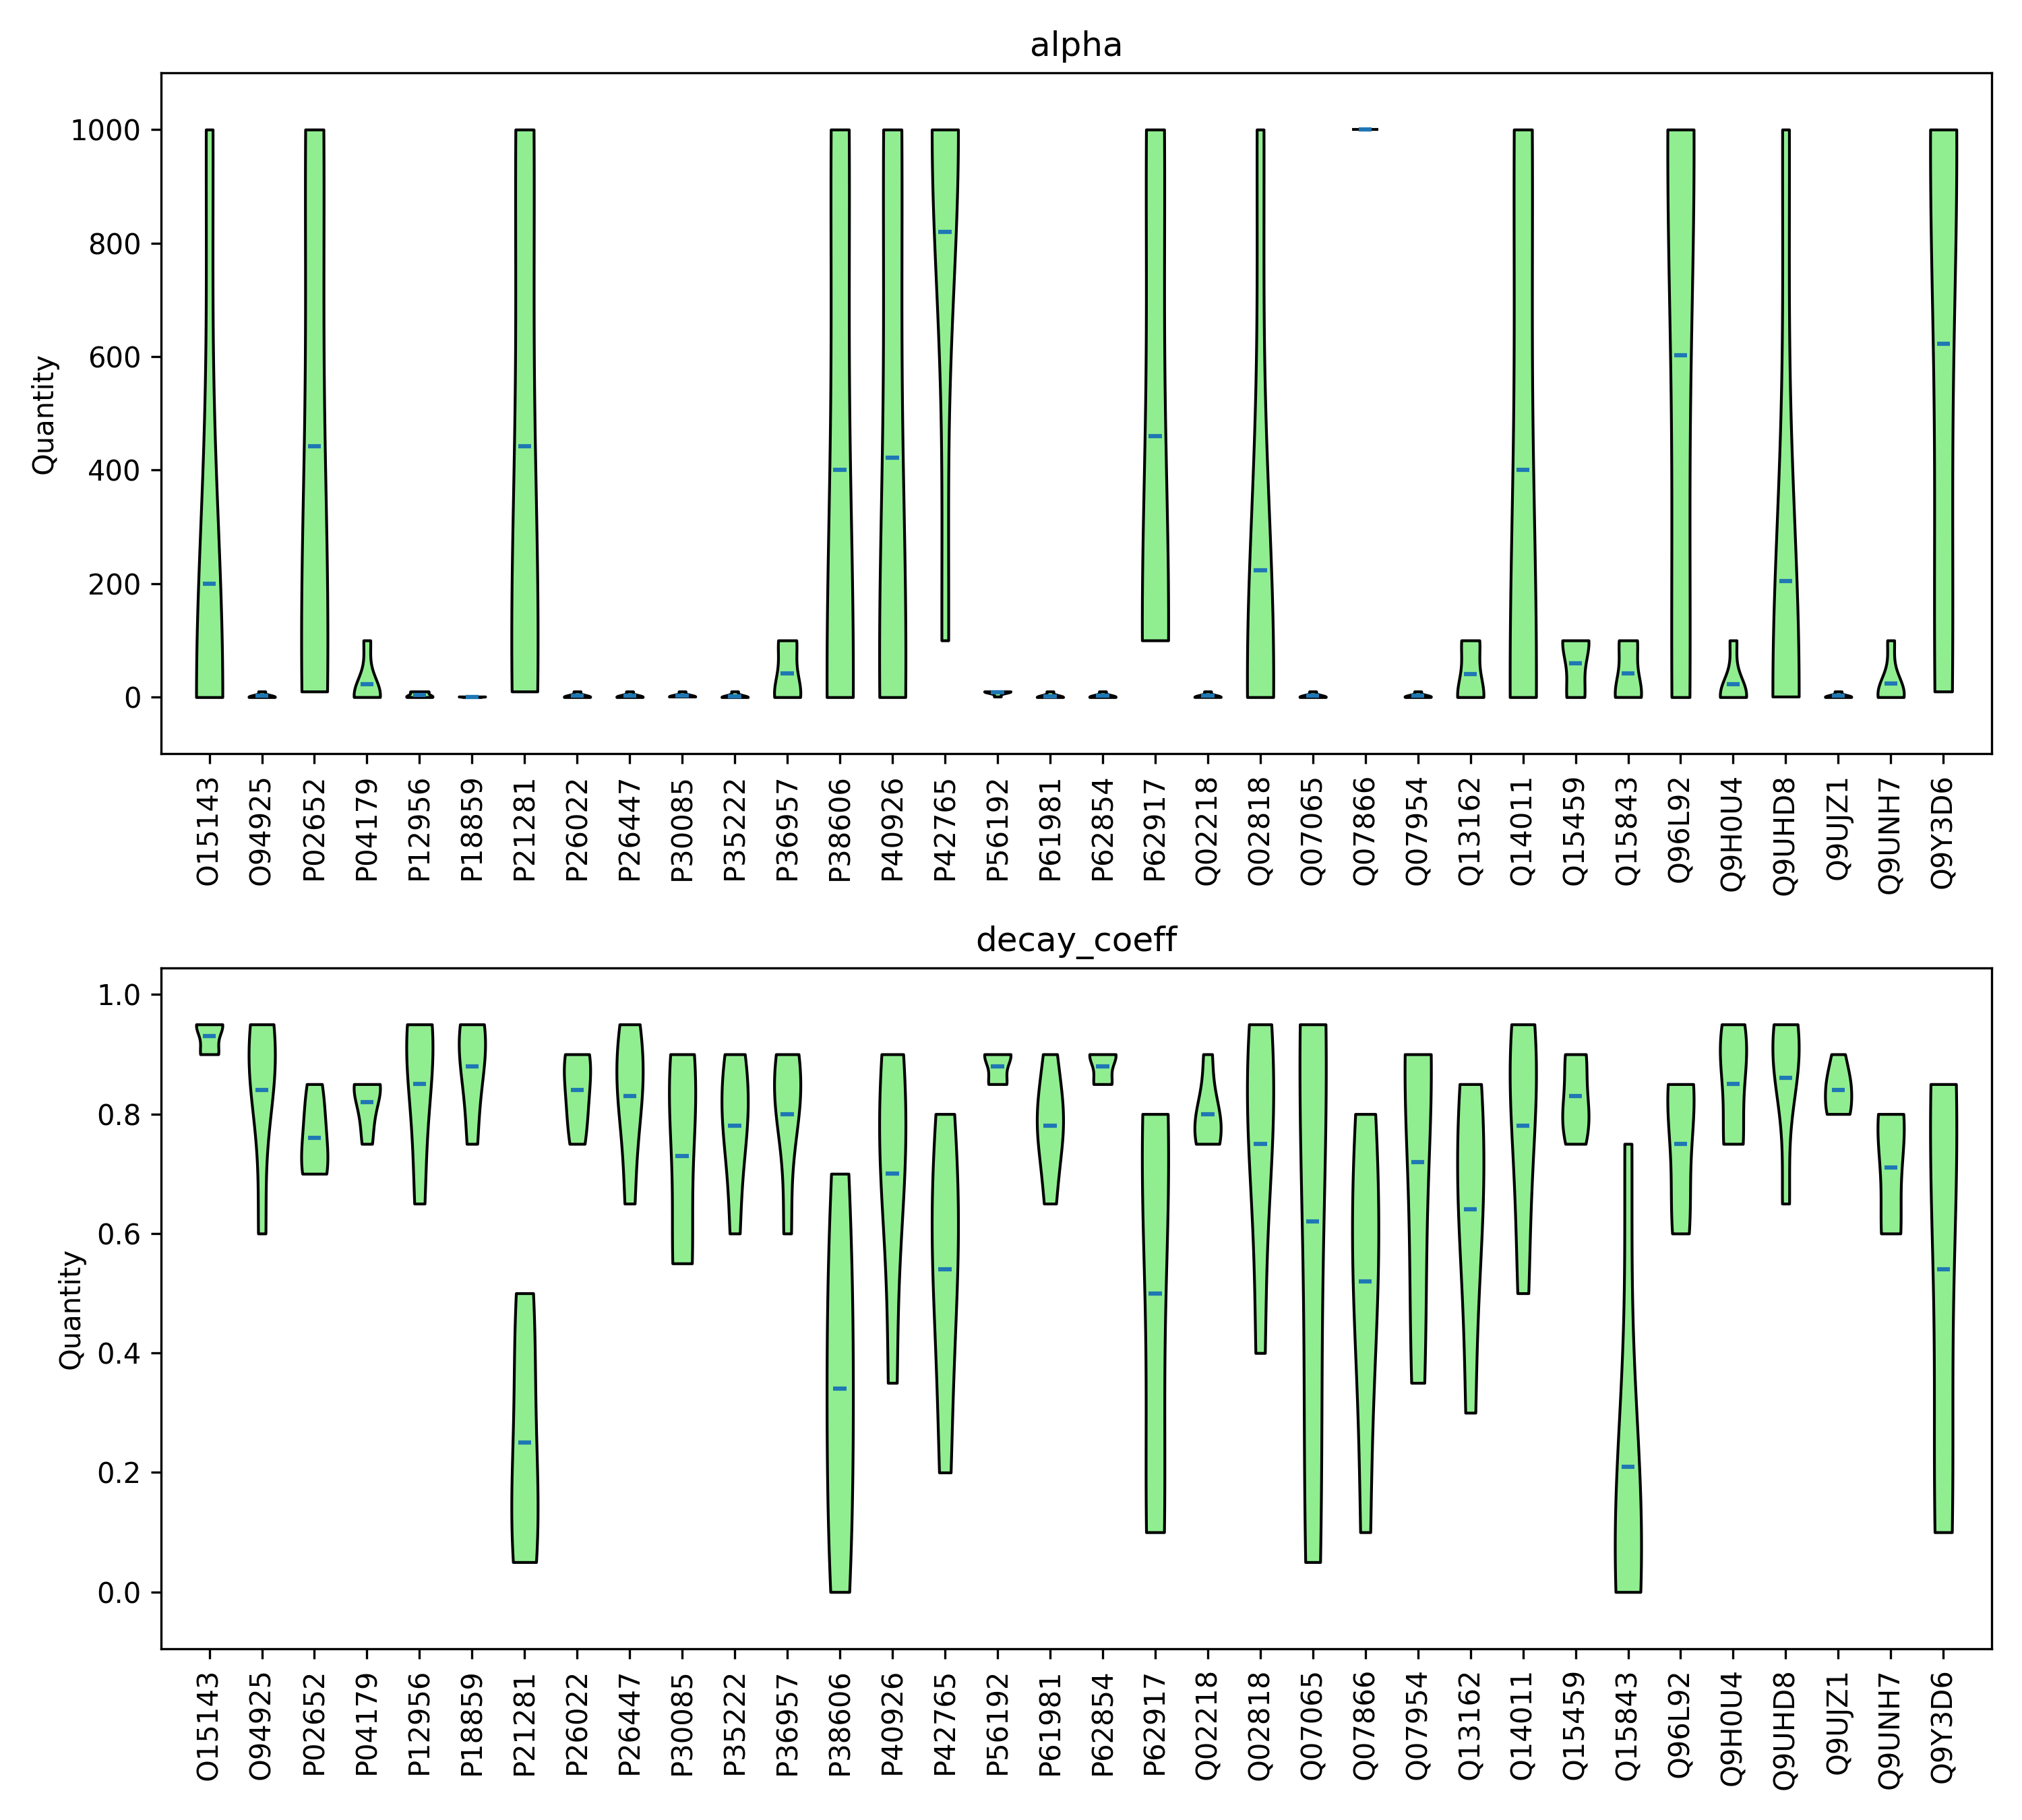 alpha
Quantity
1000
800
600
400
200
0
O15143 O94925 P02652 P04179 P12956 P18859 P21281 P26022 P26447 P30085 P35222 P36957 P38606 P40926 P42765 P56192 P61981 P62854 P62917 Q02218 Q02818 Q07065 Q07866 Q07954 Q13162 Q14011 Q15459 Q15843 Q96L92 Q9H0U4 Q9UHD8 Q9UJZ1 Q9UNH7 Q9Y3D6
decay_coeff
Quantity
1.0
0.8
0.6
0.4
0.2
0.0
O15143 O94925 P02652 P04179 P12956 P18859 P21281 P26022 P26447 P30085 P35222 P36957 P38606 P40926 P42765 P56192 P61981 P62854 P62917 Q02218 Q02818 Q07065 Q07866 Q07954 Q13162 Q14011 Q15459 Q15843 Q96L92 Q9H0U4 Q9UHD8 Q9UJZ1 Q9UNH7 Q9Y3D6